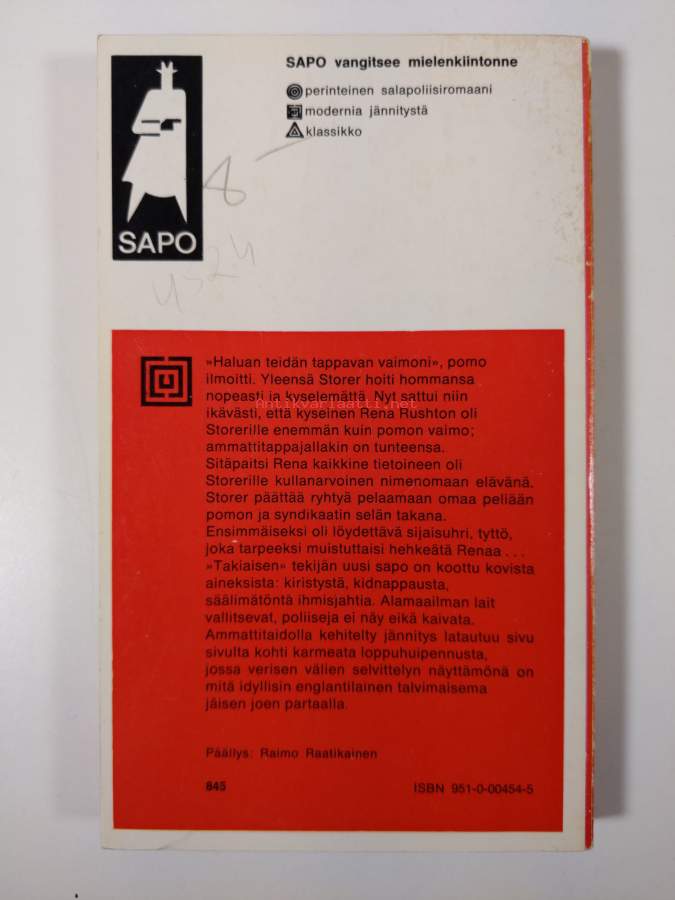 SAPO vangitsee mielenkiintonne
perinteinen salapoliisiromaani
modernia jännitystä
klassikko
8
SAPO
4>24
»Haluan teidän tappavan vaimoni», pomo
ilmoitti. Yleensä Storer hoiti hommansa
nopeasti ja kyselemättä. Nyt sattui niin
Antikvariaatti.net
ikävästi, että kyseinen Rena Rushton oli
Storerille enemmän kuin pomon vaimo;
ammattitappajallakin on tunteensa.
Sitäpaitsi Rena kaikkine tietoineen oli
Storerille kullanarvoinen nimenomaan elävänä.
Storer päätti ryhtyä pelaamaan omaa peliään
pomon ja syndikaatin selän takana.
Ensimmäiseksi oli löydettävä sijaisuhri, tyttö,
joka tarpeeksi muistuttaisi hehkeätä Renaa . . .
»Takiaisen» tekijän uusi sapo on koottu kovista
aineksista: kiristystä, kidnappausta,
säälimätöntä ihmisjahtia. Alamaailman lait
vallitsevat, poliiseja ei näy eikä kaivata.
Ammattitaidolla kehitelty jännitys latautuu sivu
sivulta kohti karmeata loppuhuipennusta,
jossa verisen välien selvittelyn näyttämönä on
mitä idyllisin englantilainen talvimaisema
jäisen joen partaalla.
Päällys: Raimo Raatikainen
845
ISBN 951-0-00454-5